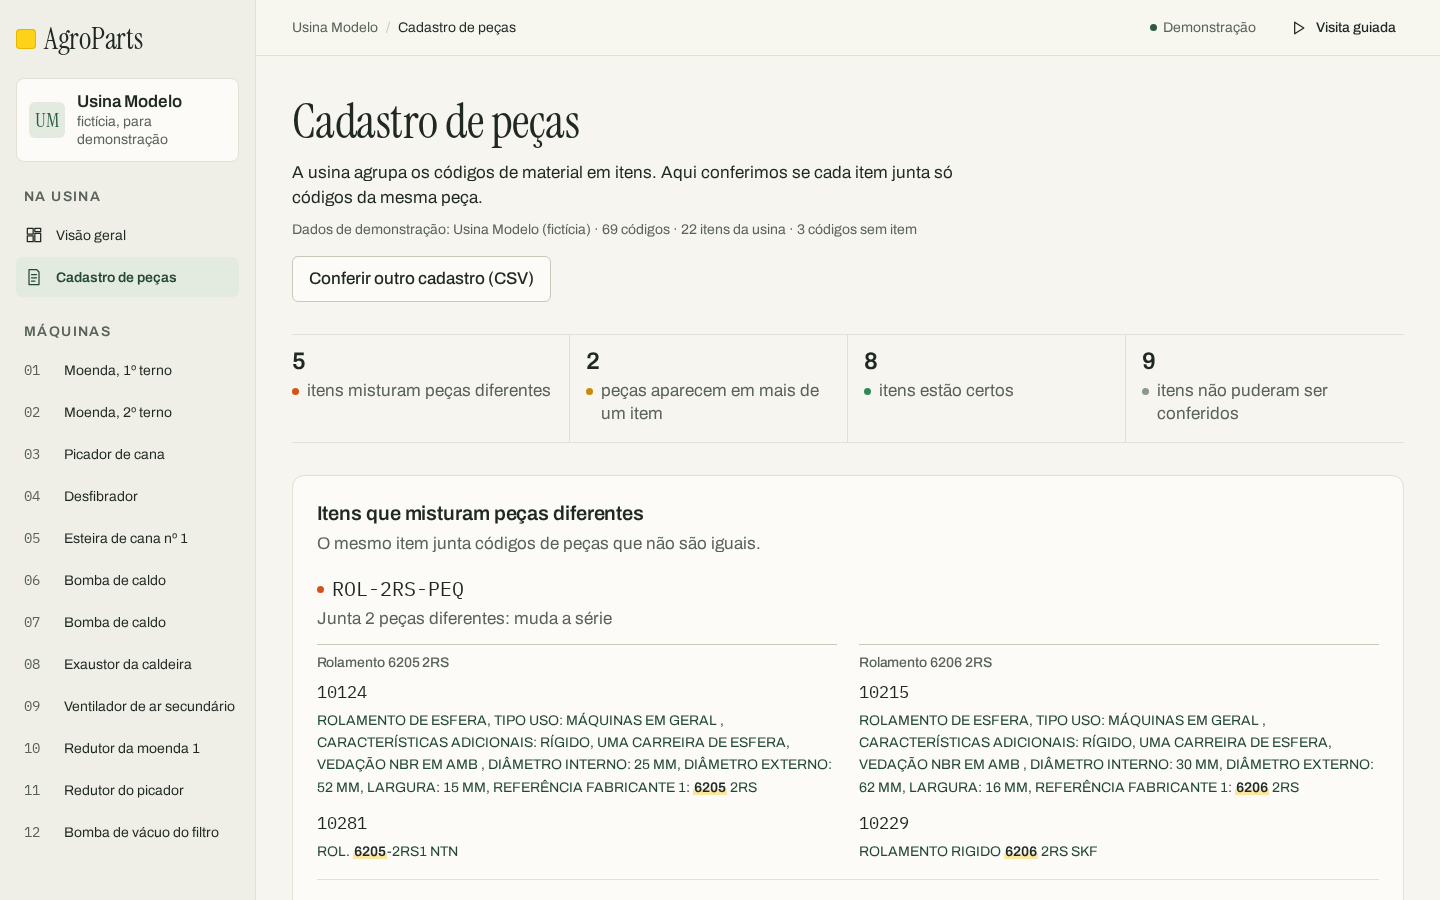 AgroParts
UM
Usina Modelo
fictícia, para
demonstração
NA USINA
Visão geral
Cadastro de peças
MÁQUINAS
01 Moenda, 1º terno
02 Moenda, 2º terno
03 Picador de cana
04 Desfibrador
05 Esteira de cana nº 1
06 Bomba de caldo
07 Bomba de caldo
08 Exaustor da caldeira
09 Ventilador de ar secundário
10 Redutor da moenda 1
11 Redutor do picador
12 Bomba de vácuo do filtro
Usina Modelo / Cadastro de peças
Demonstração
Visita guiada
Cadastro de peças
A usina agrupa os códigos de material em itens. Aqui conferimos se cada item junta só
códigos da mesma peça.
Dados de demonstração: Usina Modelo (fictícia) · 69 códigos · 22 itens da usina · 3 códigos sem item
Conferir outro cadastro (CSV)
5
itens misturam peças diferentes
2
peças aparecem em mais de
um item
8
itens estão certos
9
itens não puderam ser
conferidos
Itens que misturam peças diferentes
O mesmo item junta códigos de peças que não são iguais.
ROL-2RS-PEQ
Junta 2 peças diferentes: muda a série
Rolamento 6205 2RS
10124
ROLAMENTO DE ESFERA, TIPO USO: MÁQUINAS EM GERAL ,
CARACTERÍSTICAS ADICIONAIS: RÍGIDO, UMA CARREIRA DE ESFERA,
VEDAÇÃO NBR EM AMB , DIÂMETRO INTERNO: 25 MM, DIÂMETRO EXTERNO:
52 MM, LARGURA: 15 MM, REFERÊNCIA FABRICANTE 1: 6205 2RS
10281
ROL. 6205-2RS1 NTN
Rolamento 6206 2RS
10215
ROLAMENTO DE ESFERA, TIPO USO: MÁQUINAS EM GERAL ,
CARACTERÍSTICAS ADICIONAIS: RÍGIDO, UMA CARREIRA DE ESFERA,
VEDAÇÃO NBR EM AMB , DIÂMETRO INTERNO: 30 MM, DIÂMETRO EXTERNO:
62 MM, LARGURA: 16 MM, REFERÊNCIA FABRICANTE 1: 6206 2RS
10229
ROLAMENTO RIGIDO 6206 2RS SKF